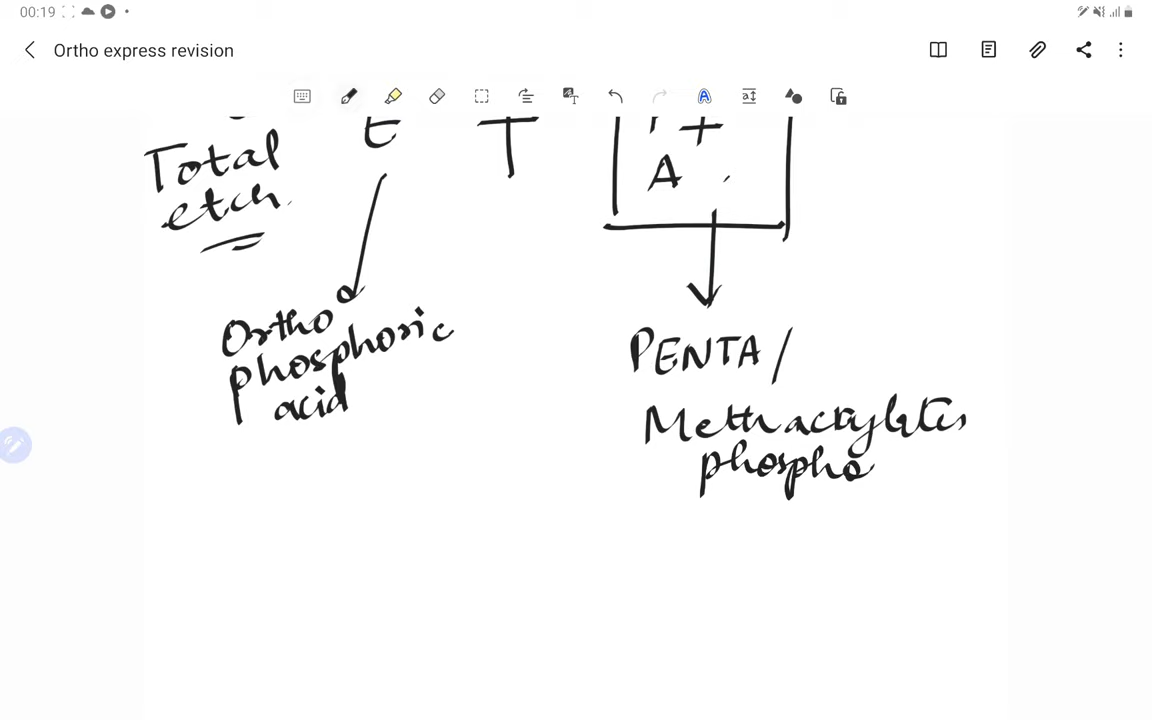 00:19
Ortho express revision
E T + 
Total A
etch.
Ortho
phosphoric
acid
PENTA/
Methacrylates
phospho